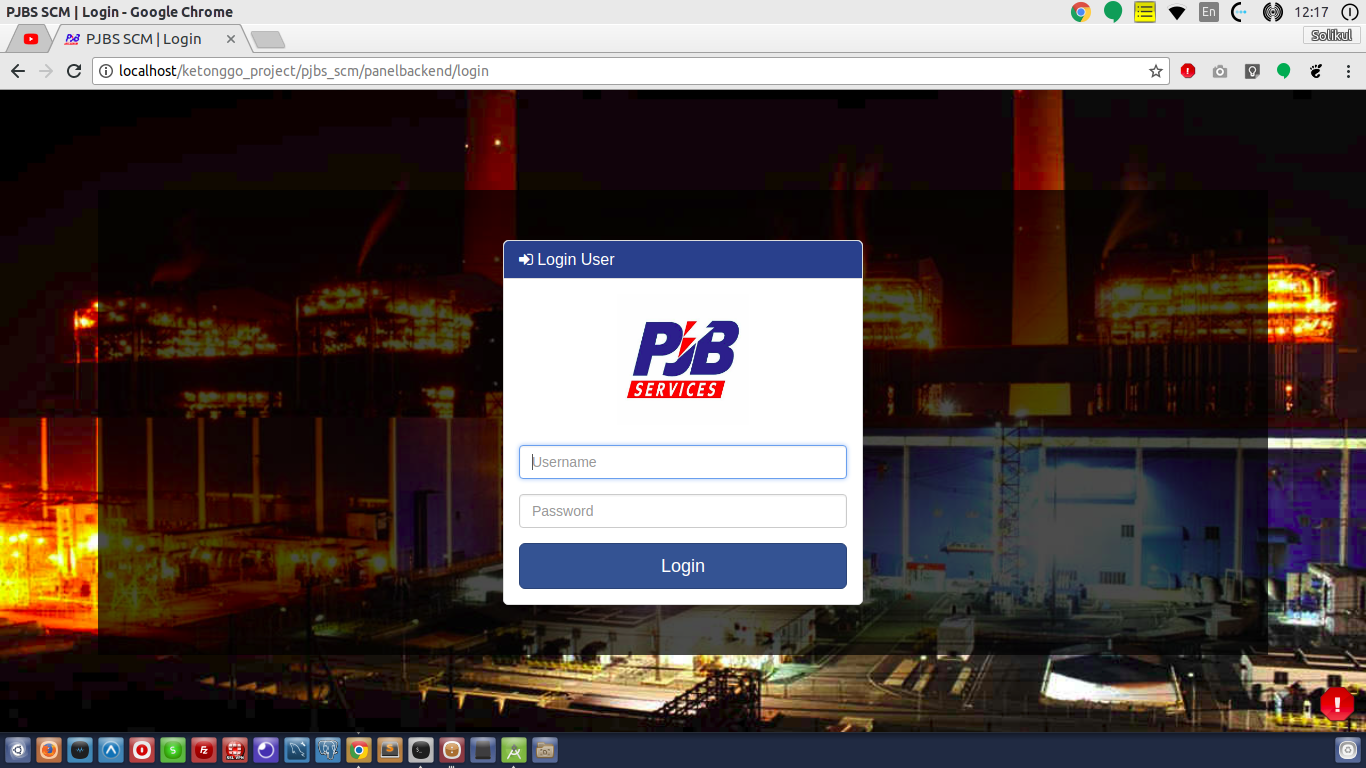 PJBS SCM | Login - Google Chrome
En
12:17
PJBS SCM | Login
Solikul
localhost/ketonggo_project/pjbs_scm/panelbackend/login
Login User
PJB
SERVICES
Username
Password
Login